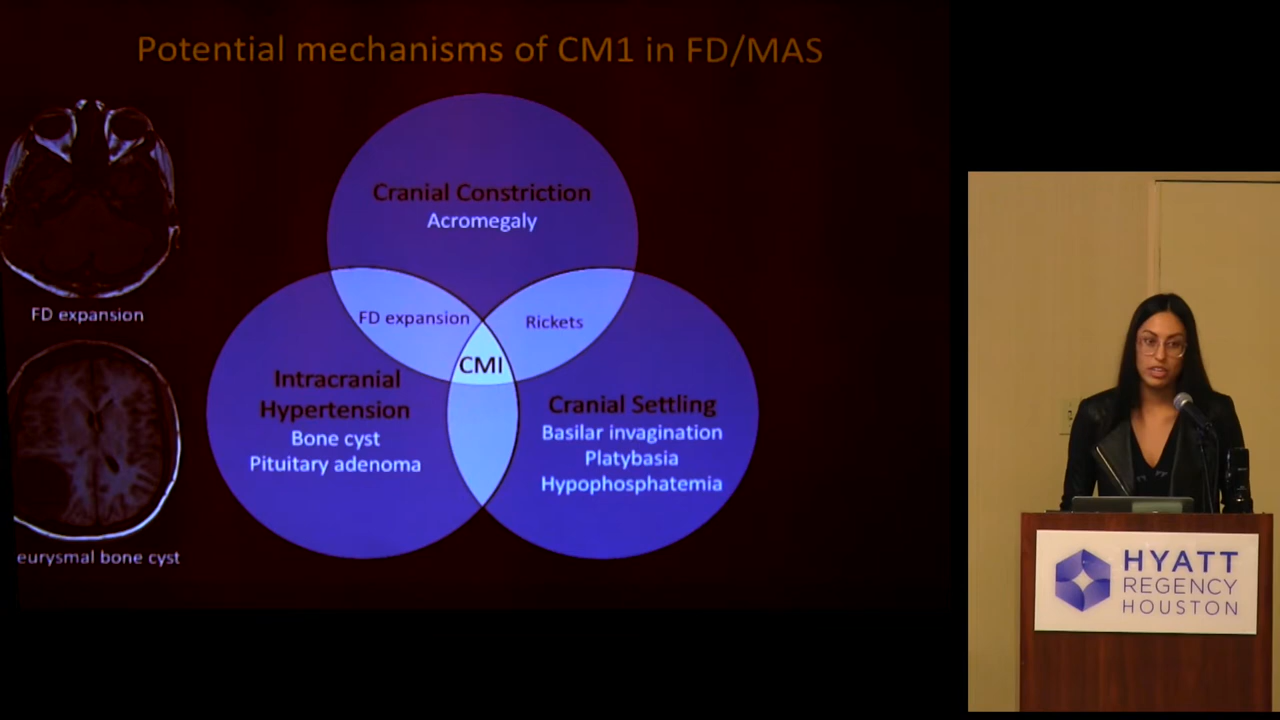 Potential mechanisms of CM1 in FD/MAS
Cranial Constriction
Acromegaly
FD expansion
FD expansion
Rickets
CMI
Intracranial
Hypertension
Bone cyst
Pituitary adenoma
Cranial Settling
Basilar invagination
Platybasia
Hypophosphatemia
eurysmal bone cyst
HYATT
REGENCY
HOUSTON